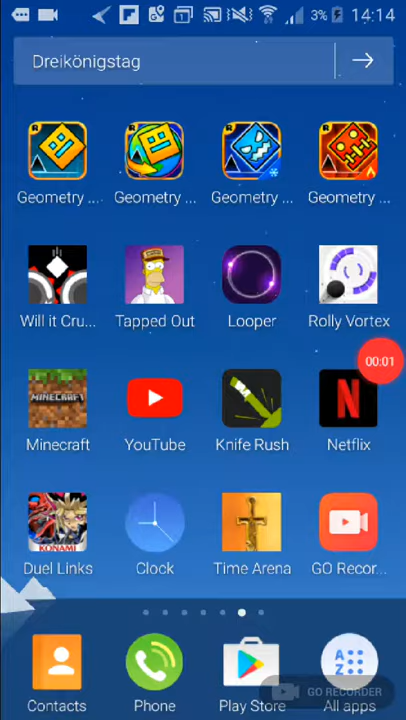 3% 14:14
Dreikönigstag
Geometry ... Geometry ... Geometry ... Geometry ...
Will it Cru... Tapped Out Looper Rolly Vortex
00:01
MINECRAFT
Minecraft YouTube Knife Rush Netflix
KONAMI
Duel Links Clock Time Arena GO Recor...
GO RECORDER
Contacts Phone Play Store All apps